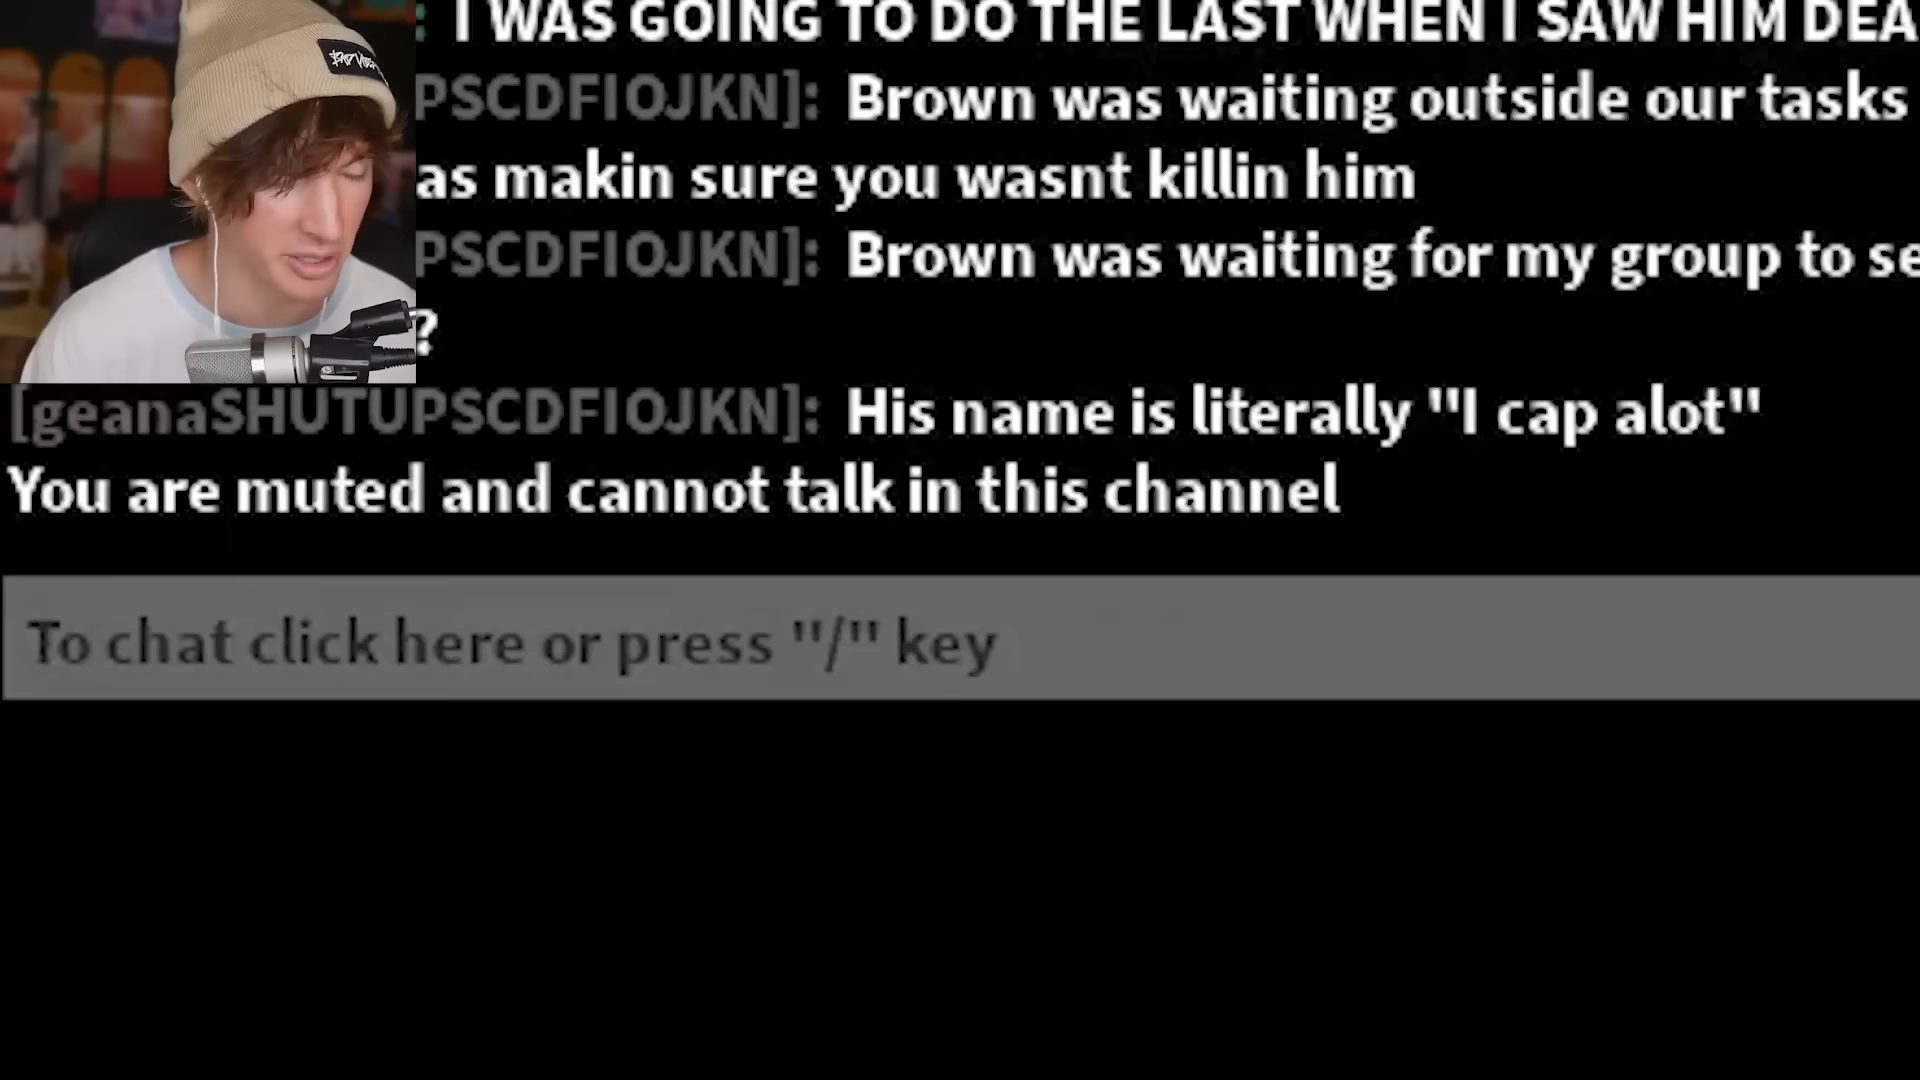 : I WAS GOING TO DO THE LAST WHEN I SAW HIM DEA
PSCDFIOJKN]: Brown was waiting outside our tasks
as makin sure you wasnt killin him
PSCDFIOJKN]: Brown was waiting for my group to se
?
[geanaSHUTUPSCDFIOJKN]: His name is literally "I cap alot"
You are muted and cannot talk in this channel
To chat click here or press "/" key